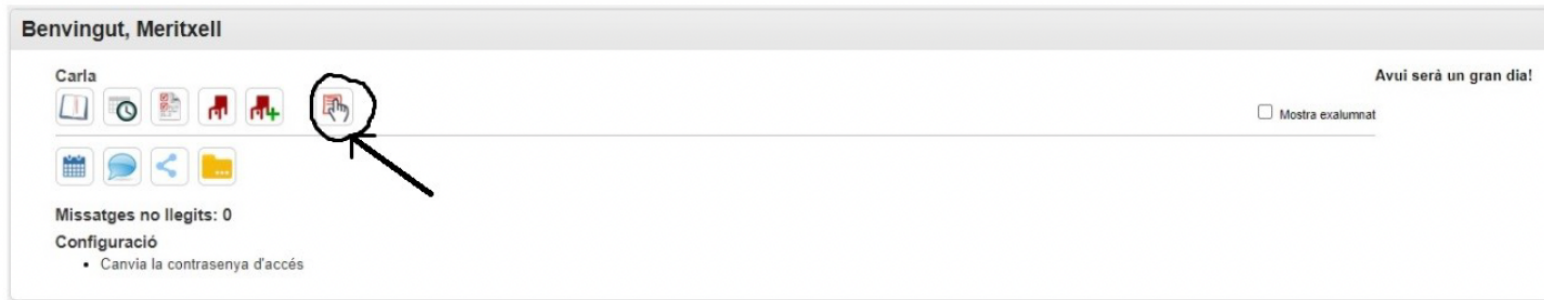 Benvingut, Meritxell
Carla
Avui serà un gran dia!
Mostra exalumnat
Missatges no llegits: 0
Configuració
Canvia la contrasenya d'accés